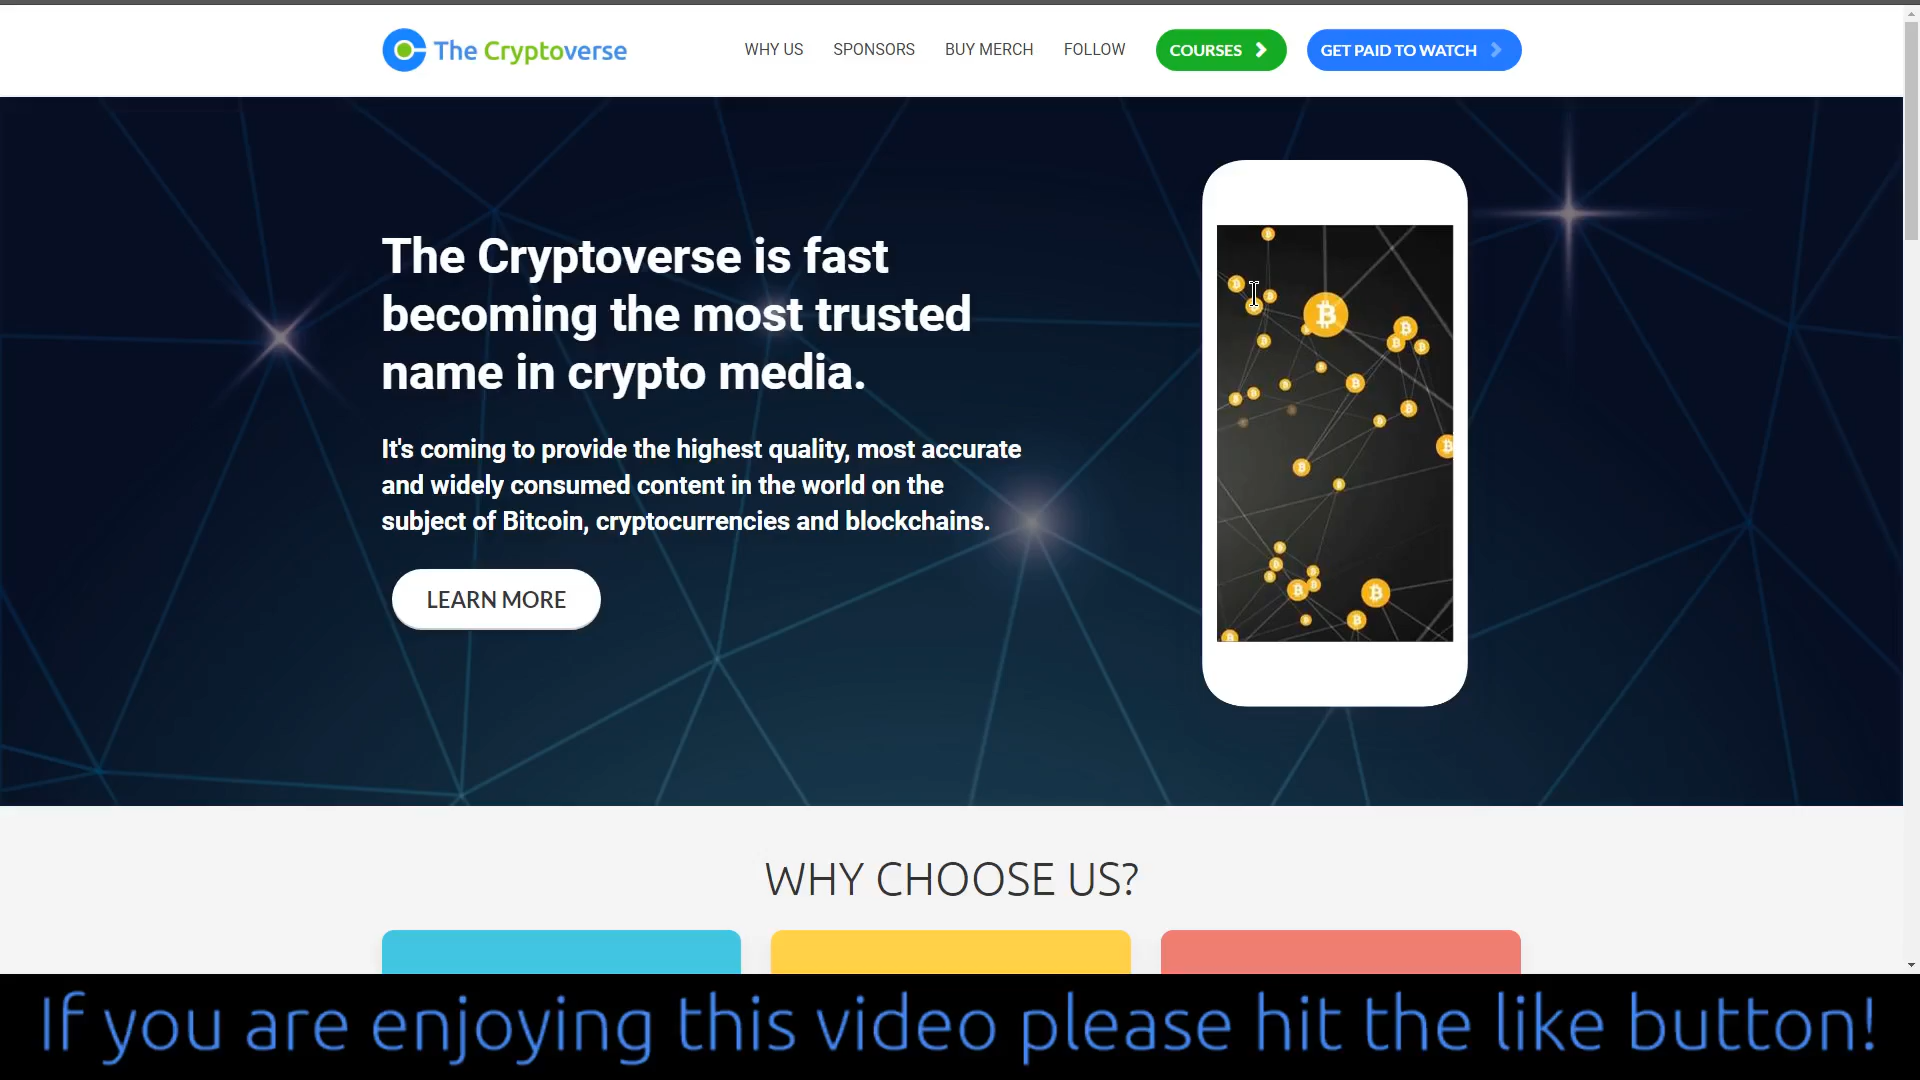 The Cryptoverse
WHY US
SPONSORS
BUY MERCH
FOLLOW
COURSES
GET PAID TO WATCH
The Cryptoverse is fast
becoming the most trusted
name in crypto media.
It's coming to provide the highest quality, most accurate
and widely consumed content in the world on the
subject of Bitcoin, cryptocurrencies and blockchains.
LEARN MORE
WHY CHOOSE US?
If you are enjoying this video please hit the like button!